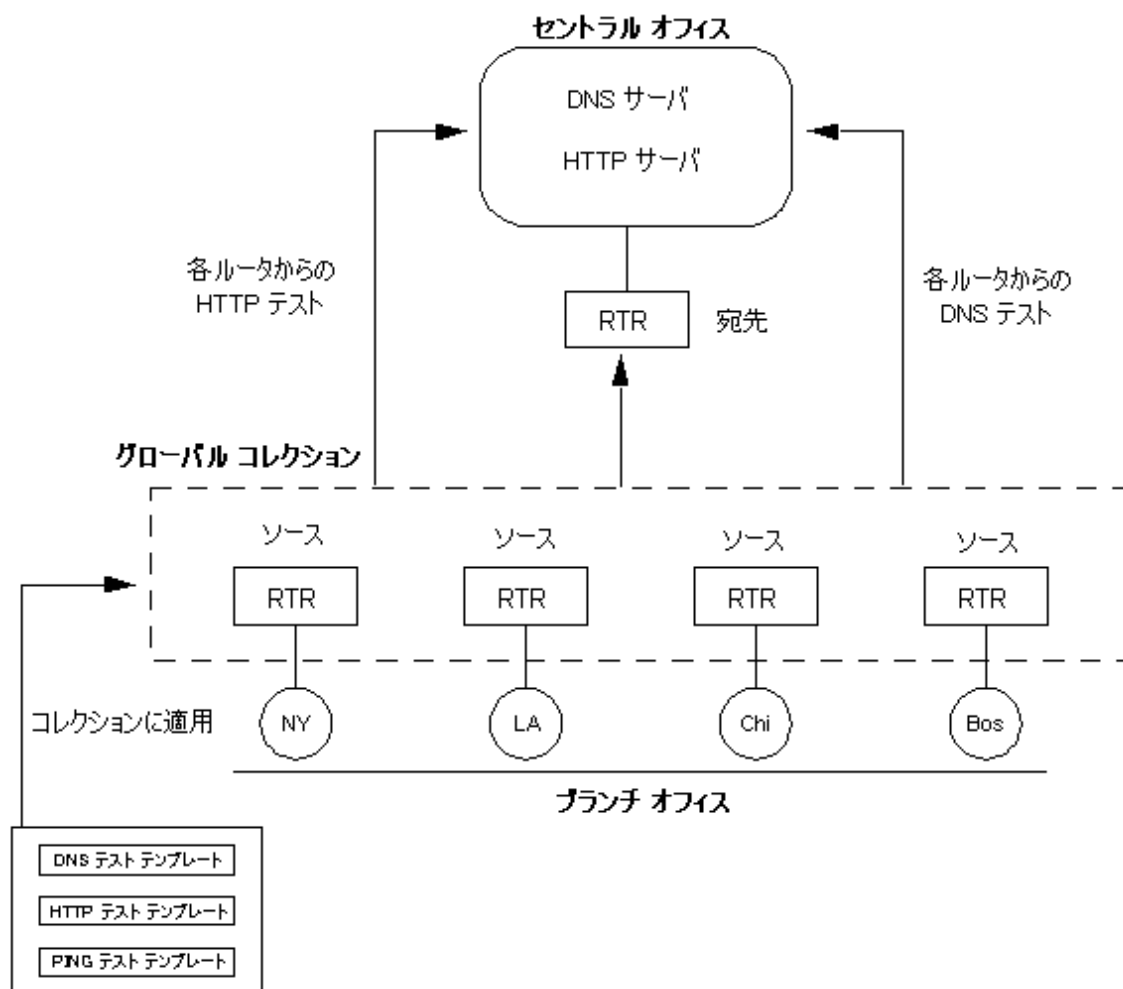 セントラル オフィス
DNS サーバ
HTTP サーバ
各ルータからの
HTTP テスト
各ルータからの
DNS テスト
RTR
宛先
グローバル コレクション
ソース
ソース
ソース
ソース
RTR
RTR
RTR
RTR
コレクションに適用
NY
LA
Chi
Bos
ブランチ オフィス
DNS テスト テンプレート
HTTP テスト テンプレート
PING テスト テンプレート